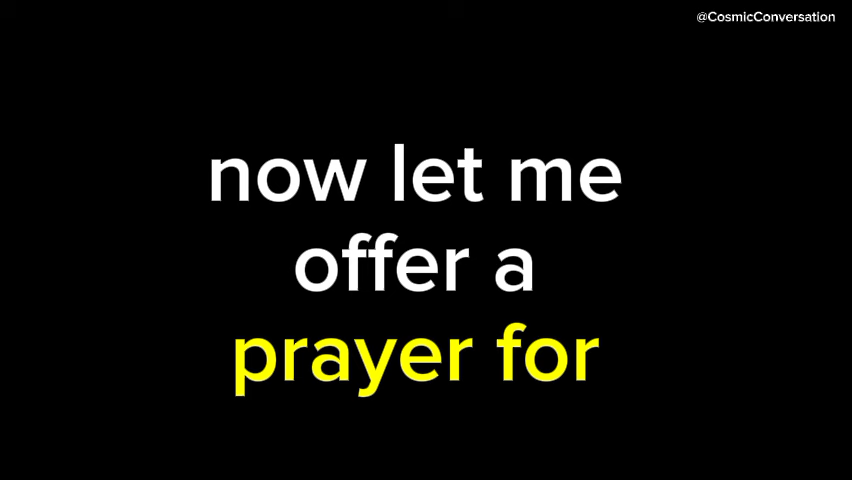 @CosmicConversation
now let me
offer a
prayer for